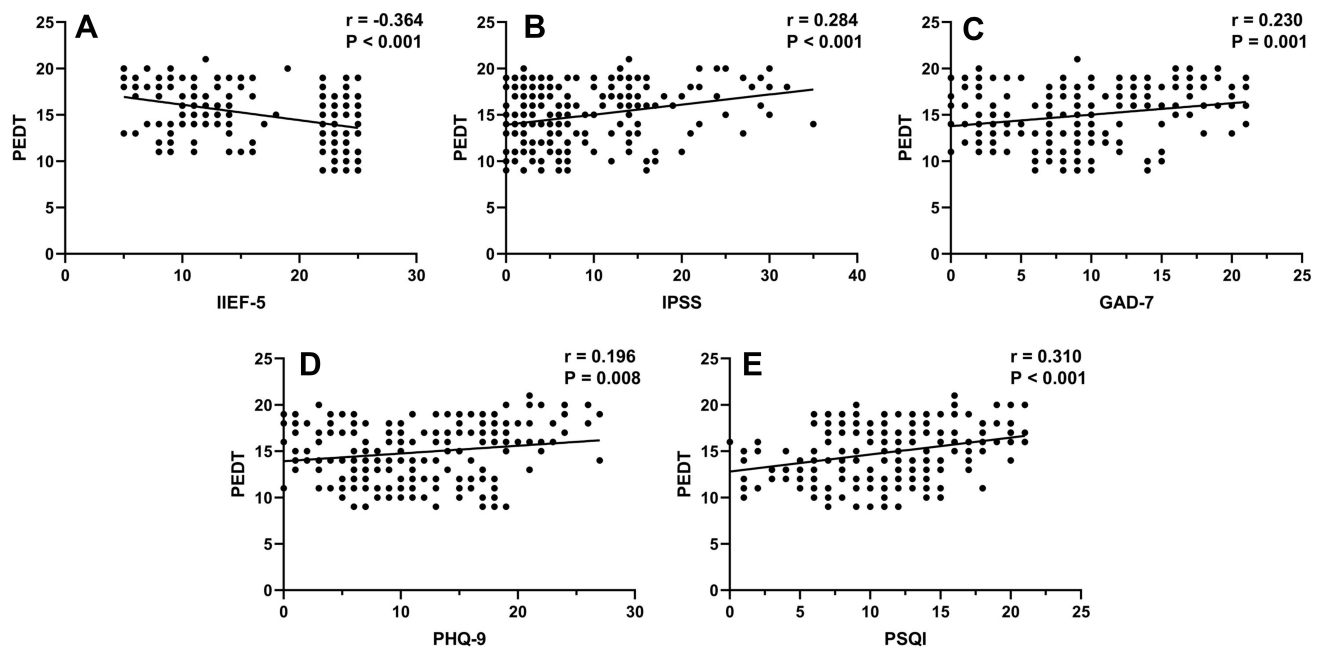 A
r = -0.364
P < 0.001
25
20
15
10
5
0
PEDT
0
10
20
30
IIEF-5
B
r = 0.284
P < 0.001
25
20
15
10
5
0
PEDT
0
10
20
30
40
IPSS
C
r = 0.230
P = 0.001
25
20
15
10
5
0
PEDT
0
5
10
15
20
25
GAD-7
D
r = 0.196
P = 0.008
25
20
15
10
5
0
PEDT
0
10
20
30
PHQ-9
E
r = 0.310
P < 0.001
25
20
15
10
5
0
PEDT
0
5
10
15
20
25
PSQI